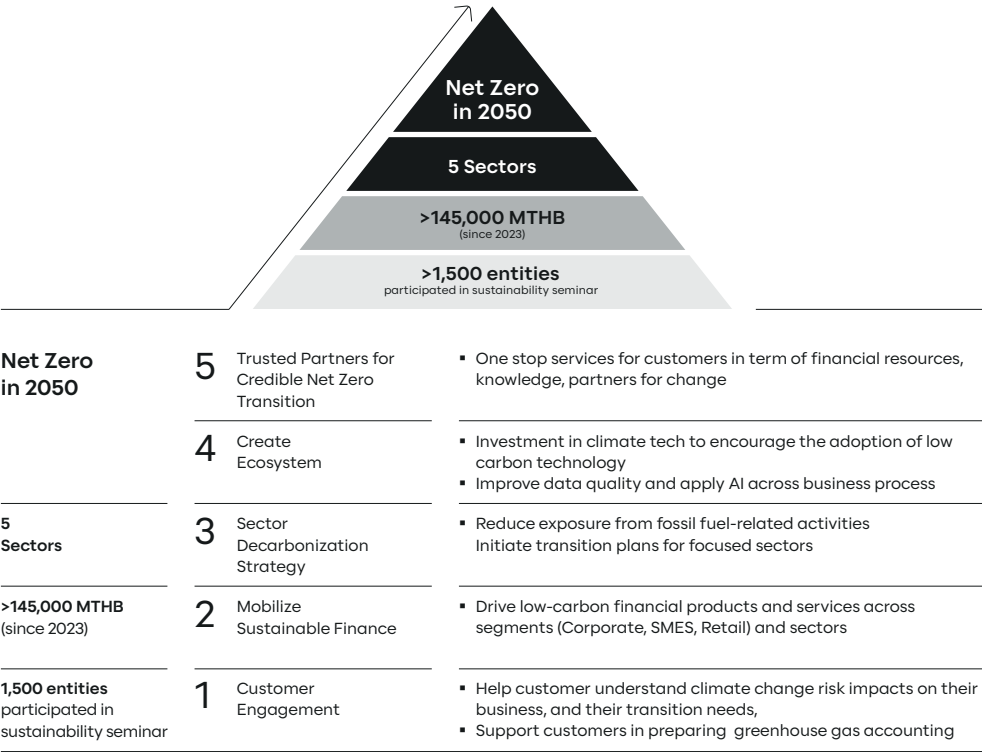 Net Zero
in 2050
5 Sectors
>145,000 MTHB
(since 2023)
>1,500 entities
participated in sustainability seminar
Net Zero
in 2050
5
Trusted Partners for
Credible Net Zero
Transition
▪ One stop services for customers in term of financial resources,
knowledge, partners for change
4
Create
Ecosystem
▪ Investment in climate tech to encourage the adoption of low
carbon technology
▪ Improve data quality and apply AI across business process
5
Sectors
3
Sector
Decarbonization
Strategy
▪ Reduce exposure from fossil fuel-related activities
Initiate transition plans for focused sectors
>145,000 MTHB
(since 2023)
2
Mobilize
Sustainable Finance
▪ Drive low-carbon financial products and services across
segments (Corporate, SMES, Retail) and sectors
1,500 entities
participated in
sustainability seminar
1
Customer
Engagement
▪ Help customer understand climate change risk impacts on their
business, and their transition needs,
▪ Support customers in preparing greenhouse gas accounting